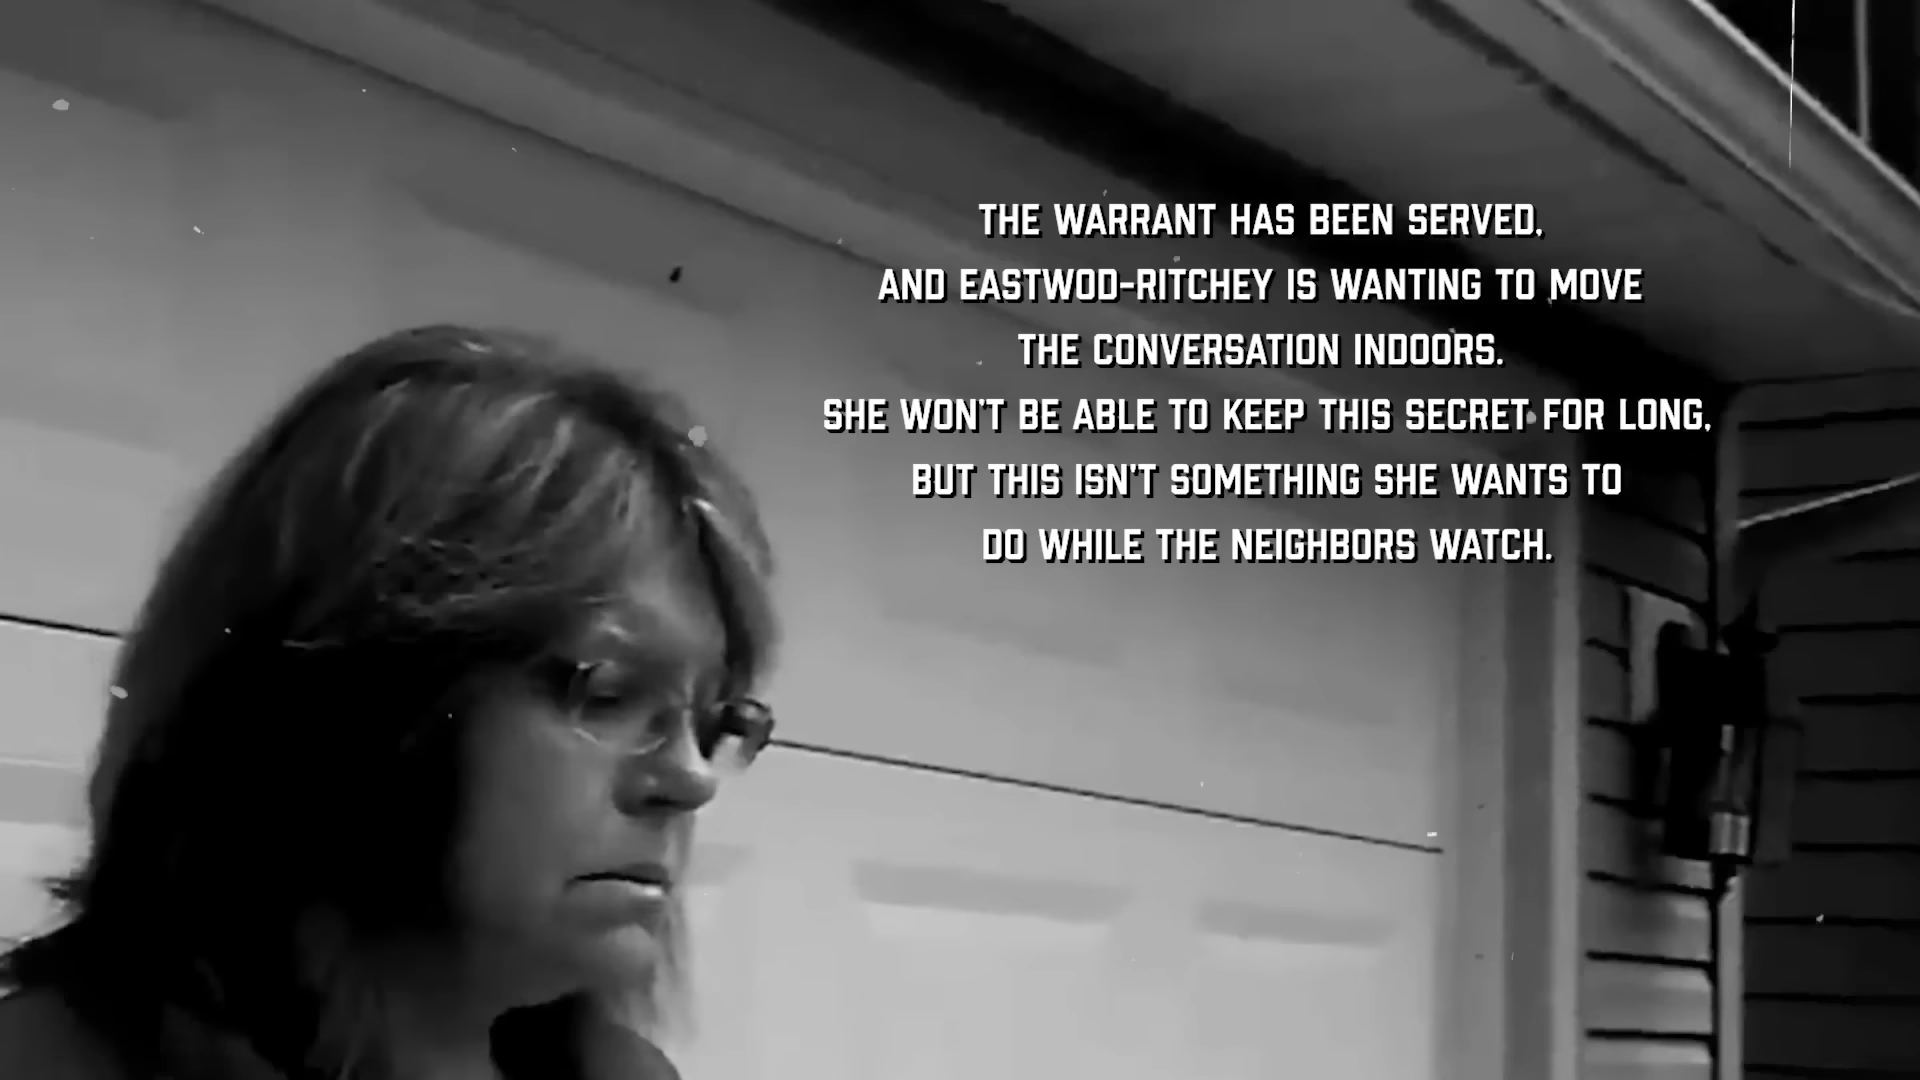 THE WARRANT HAS BEEN SERVED,
AND EASTWOD-RITCHEY IS WANTING TO MOVE
THE CONVERSATION INDOORS.
SHE WON'T BE ABLE TO KEEP THIS SECRET FOR LONG,
BUT THIS ISN'T SOMETHING SHE WANTS TO
DO WHILE THE NEIGHBORS WATCH.